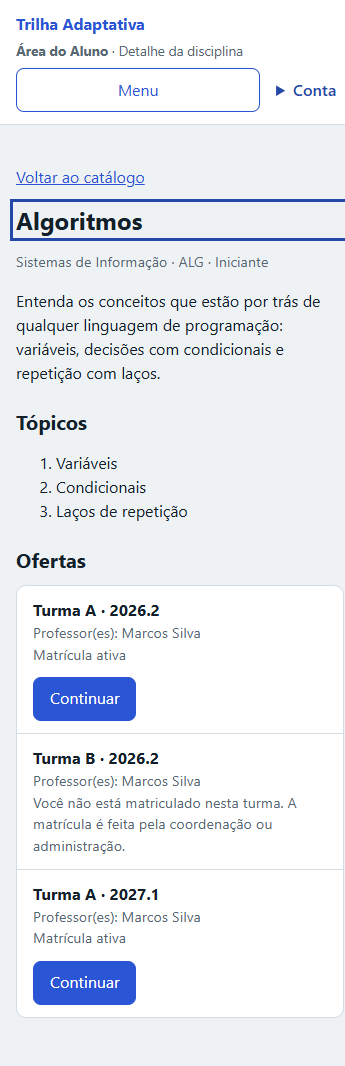 Trilha Adaptativa
Área do Aluno · Detalhe da disciplina
Menu
▶ Conta
Voltar ao catálogo
Algoritmos
Sistemas de Informação · ALG · Iniciante
Entenda os conceitos que estão por trás de
qualquer linguagem de programação:
variáveis, decisões com condicionais e
repetição com laços.
Tópicos
1. Variáveis
2. Condicionais
3. Laços de repetição
Ofertas
Turma A · 2026.2
Professor(es): Marcos Silva
Matrícula ativa
Continuar
Turma B · 2026.2
Professor(es): Marcos Silva
Você não está matriculado nesta turma. A
matrícula é feita pela coordenação ou
administração.
Turma A · 2027.1
Professor(es): Marcos Silva
Matrícula ativa
Continuar